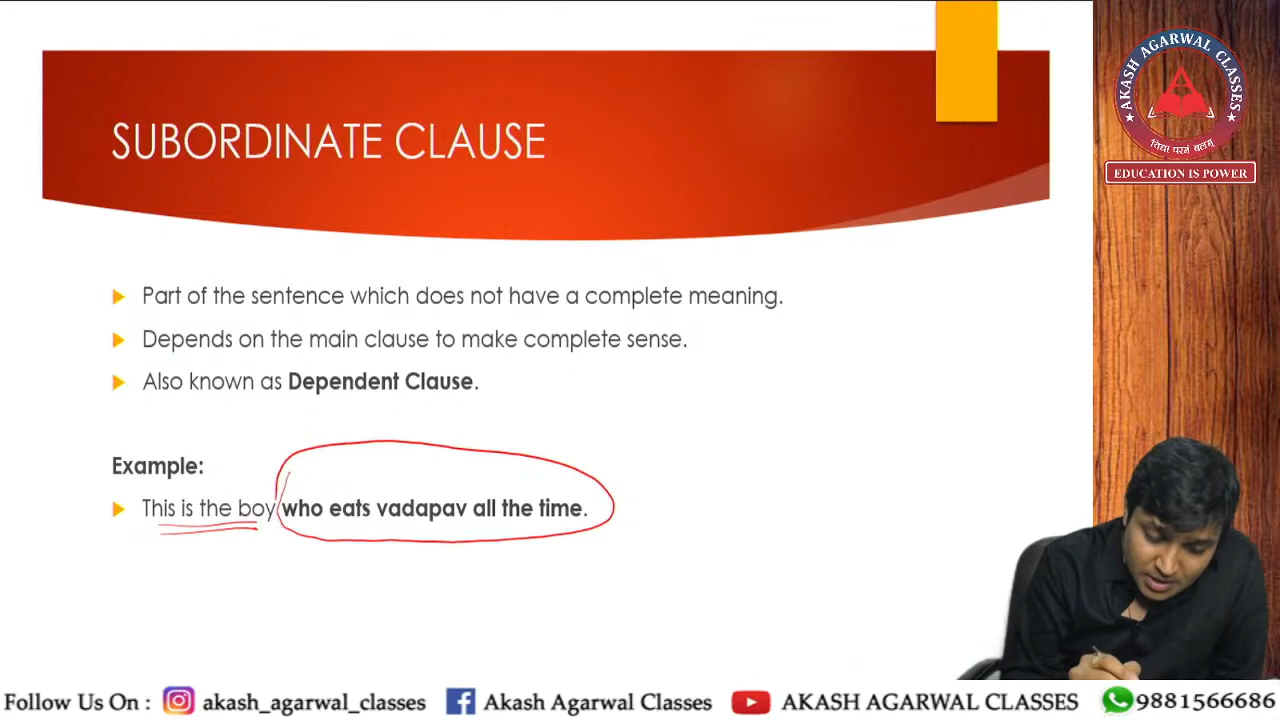 SUBORDINATE CLAUSE
Part of the sentence which does not have a complete meaning.
Depends on the main clause to make complete sense.
Also known as Dependent Clause.
Example:
This is the boy who eats vadapav all the time.
AKASH AGARWAL CLASSES
विद्या परमं बलम्
EDUCATION IS POWER
Follow Us On : akash_agarwal_classes Akash Agarwal Classes AKASH AGARWAL CLASSES 9881566686